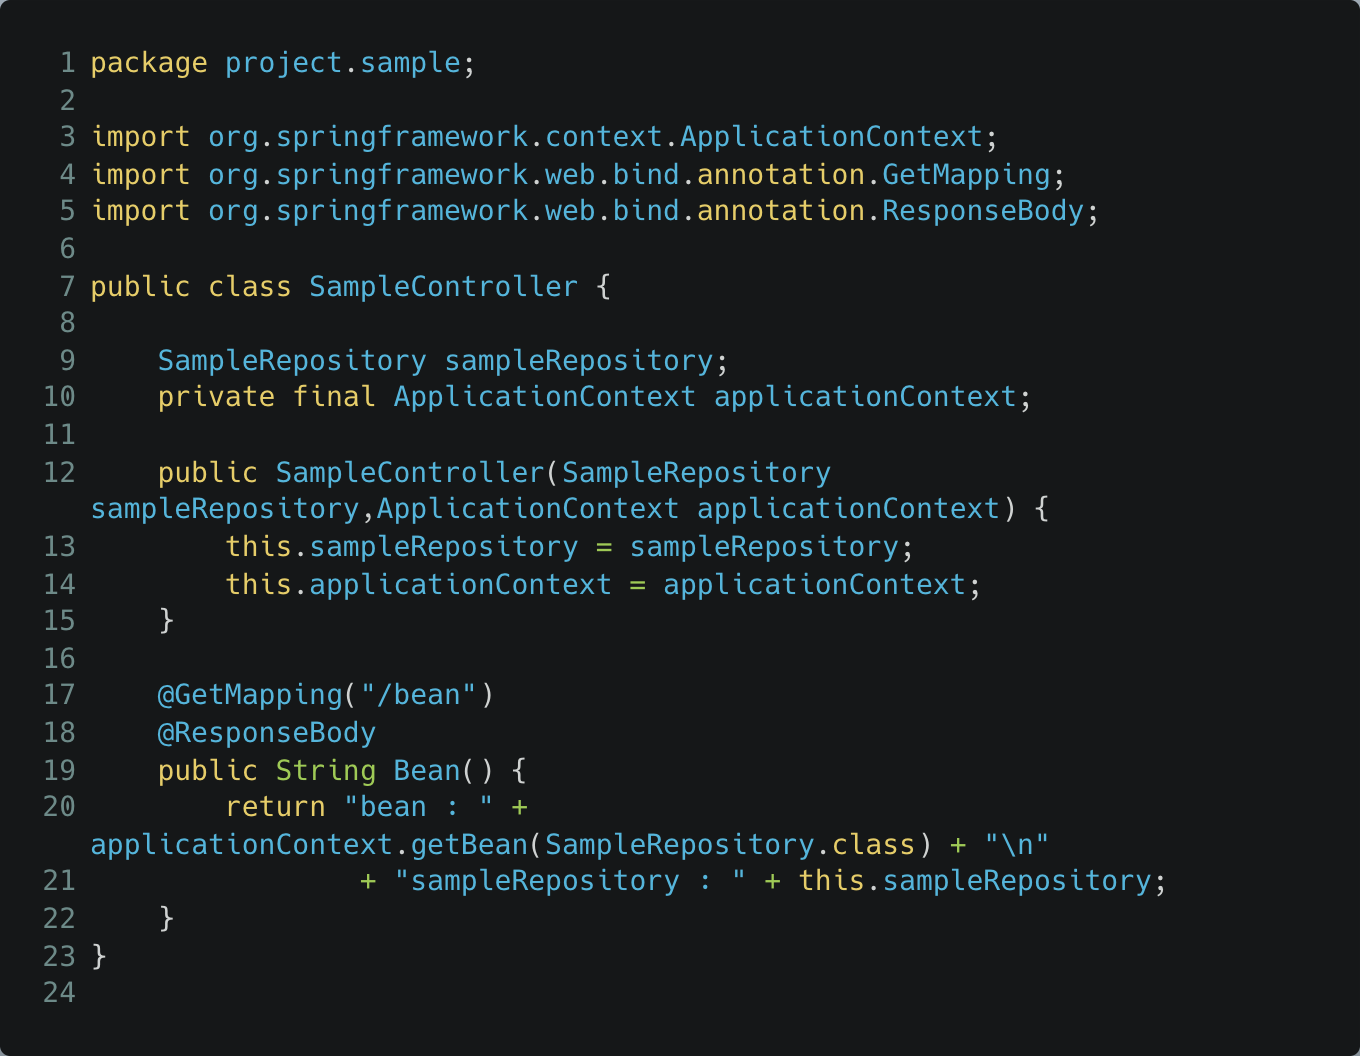 1 package project.sample;
2
3 import org.springframework.context.ApplicationContext;
4 import org.springframework.web.bind.annotation.GetMapping;
5 import org.springframework.web.bind.annotation.ResponseBody;
6
7 public class SampleController {
8
9     SampleRepository sampleRepository;
10     private final ApplicationContext applicationContext;
11
12     public SampleController(SampleRepository
sampleRepository,ApplicationContext applicationContext) {
13         this.sampleRepository = sampleRepository;
14         this.applicationContext = applicationContext;
15     }
16
17     @GetMapping("/bean")
18     @ResponseBody
19     public String Bean() {
20         return "bean : " +
applicationContext.getBean(SampleRepository.class) + "\n"
21                 + "sampleRepository : " + this.sampleRepository;
22     }
23 }
24